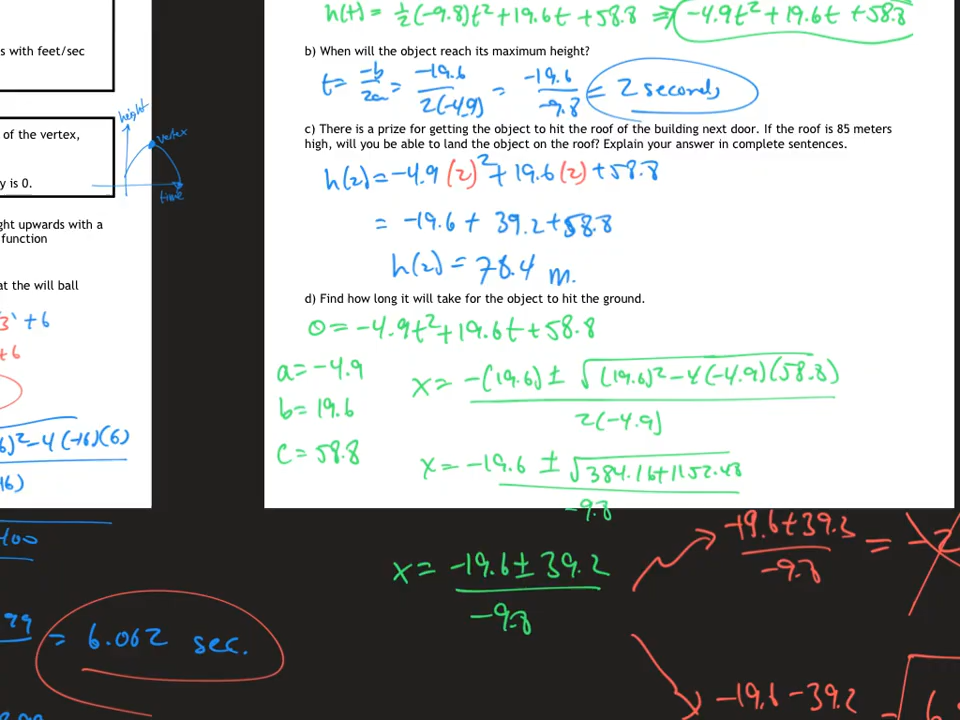 s with feet/sec
of the vertex,
y is 0.
height
vertex
time
ght upwards with a
function
at the will ball
+6
+6
)² -4(-16)(6)
= 6.062 sec.
h(t) = ½(-9.8)t² + 19.6t + 58.8 ⇒ -4.9t² + 19.6t + 58.8
b) When will the object reach its maximum height?
t = -b/2a = -19.6/2(-4.9) = -19.6/-9.8 = 2 seconds
c) There is a prize for getting the object to hit the roof of the building next door. If the roof is 85 meters
high, will you be able to land the object on the roof? Explain your answer in complete sentences.
h(2) = -4.9(2)² + 19.6(2) + 58.8
= -19.6 + 39.2 + 58.8
h(2) = 78.4 m.
d) Find how long it will take for the object to hit the ground.
0 = -4.9t² + 19.6t + 58.8
a = -4.9
b = 19.6
c = 58.8
x = -(19.6) ± √(19.6)² - 4(-4.9)(58.8)
2(-4.9)
x = -19.6 ± √384.16 + 1152.48
-9.8
x = -19.6 ± 39.2
-9.8
-19.6 + 39.2
-9.8
= -2
-19.6 - 39.2